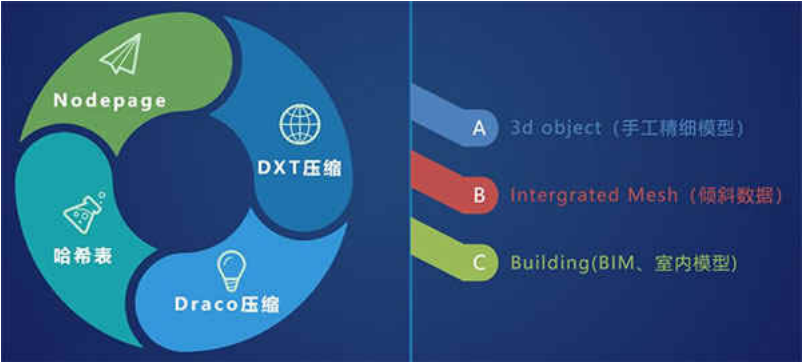 Nodepage
DXT压缩
哈希表
Draco压缩
A 3d object（手工精细模型）
B Intergrated Mesh（倾斜数据）
C Building(BIM、室内模型)